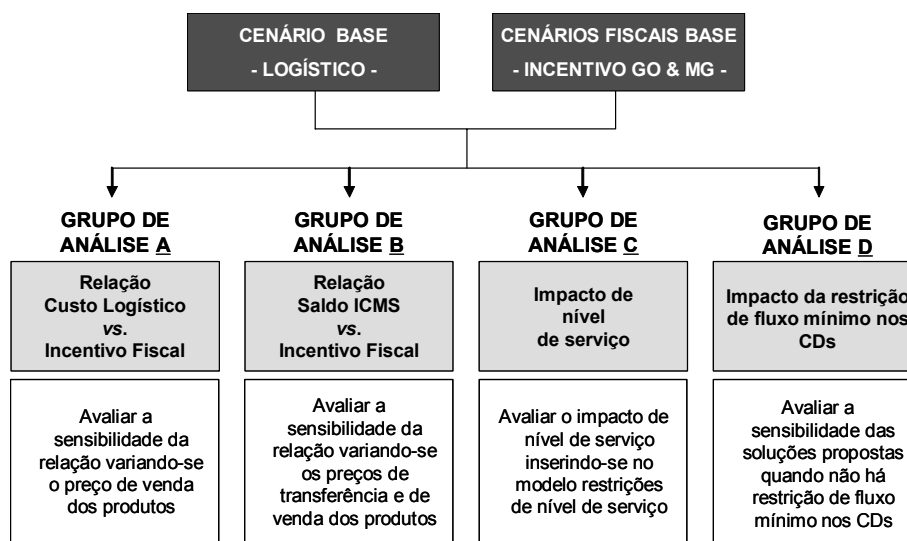 CENÁRIO BASE
- LOGÍSTICO -
CENÁRIOS FISCAIS BASE
- INCENTIVO GO & MG -
GRUPO DE
ANÁLISE A
Relação
Custo Logístico
vs.
Incentivo Fiscal
Avaliar a
sensibilidade da
relação variando-se
o preço de venda
dos produtos
GRUPO DE
ANÁLISE B
Relação
Saldo ICMS
vs.
Incentivo Fiscal
Avaliar a
sensibilidade da
relação variando-se
os preços de
transferência e de
venda dos produtos
GRUPO DE
ANÁLISE C
Impacto de
nível
de serviço
Avaliar o impacto de
nível de serviço
inserindo-se no
modelo restrições
de nível de serviço
GRUPO DE
ANÁLISE D
Impacto da restrição
de fluxo mínimo nos
CDs
Avaliar a
sensibilidade das
soluções propostas
quando não há
restrição de fluxo
mínimo nos CDs